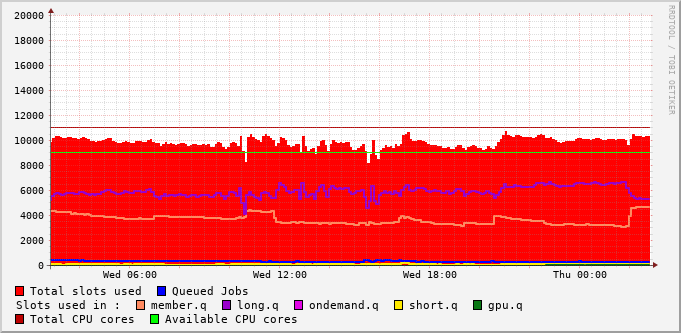 RRDTOOL / TOBI OETIKER
20000
18000
16000
14000
12000
10000
8000
6000
4000
2000
0
Wed 06:00 Wed 12:00 Wed 18:00 Thu 00:00
Total slots used Queued Jobs
Slots used in : member.q long.q ondemand.q short.q gpu.q
Total CPU cores Available CPU cores